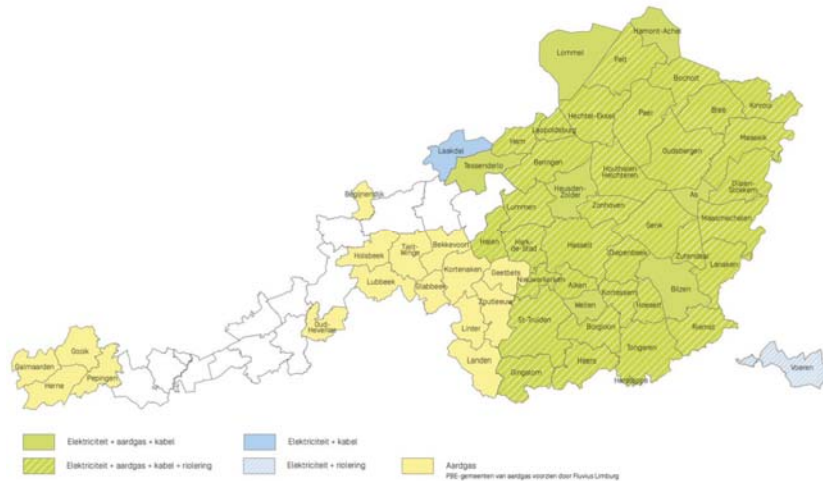 Hamont-Achel
Lommel
Pelt
Bocholt
Bree
Kinrooi
Hechtel-Eksel
Peer
Leopoldsburg
Ham
Maaseik
Laakdal
Tessenderlo
Beringen
Oudsbergen
Houthalen-
Helchteren
Heusden-
Zolder
Dilsen-
Stokkem
As
Begijnendijk
Lummen
Zonhoven
Maasmechelen
Genk
Halen
Herk-
de-Stad
Hasselt
Diepenbeek
Zutendaal
Lanaken
Bekkevoort
Tielt-
Winge
Holsbeek
Kortenaken
Geetbets
Lubbeek
Glabbeek
Nieuwerkerken
Alken
Kortessem
Bilzen
Zoutleeuw
Wellen
Hoeselt
St-Truiden
Oud-
Heverlee
Linter
Borgloon
Riemst
Gooik
Galmaarden
Landen
Heers
Tongeren
Voeren
Herne
Pepingen
Gingelom
Herstappe
Elektriciteit + aardgas + kabel
Elektriciteit + kabel
Elektriciteit + aardgas + kabel + riolering
Elektriciteit + riolering
Aardgas
PBE-gemeenten van aardgas voorzien door Fluvius Limburg